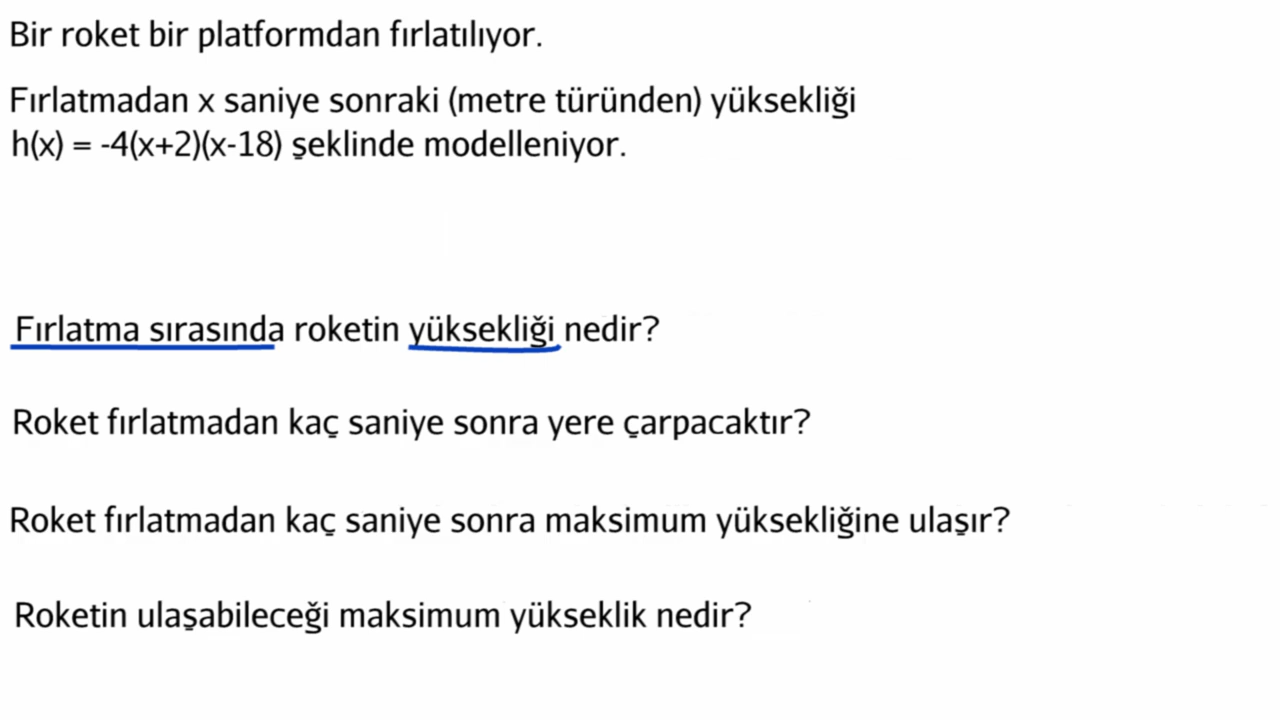 Bir roket bir platformdan fırlatılıyor.
Fırlatmadan x saniye sonraki (metre türünden) yüksekliği
h(x) = -4(x+2)(x-18) şeklinde modelleniyor.
Fırlatma sırasında roketin yüksekliği nedir?
Roket fırlatmadan kaç saniye sonra yere çarpacaktır?
Roket fırlatmadan kaç saniye sonra maksimum yüksekliğine ulaşır?
Roketin ulaşabileceği maksimum yükseklik nedir?